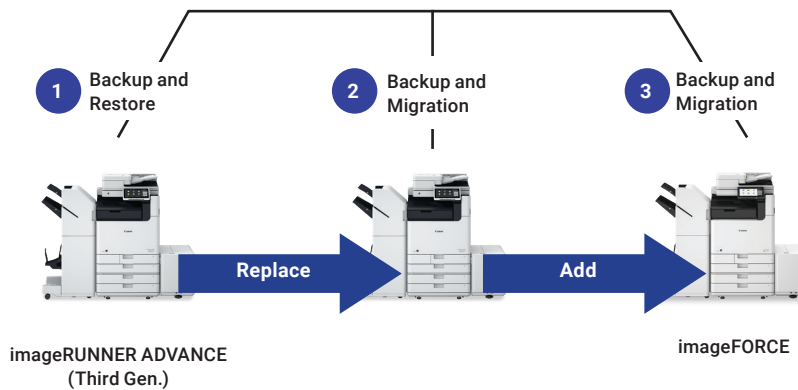 1
Backup and
Restore
2
Backup and
Migration
3
Backup and
Migration
Replace
Add
imageRUNNER ADVANCE
(Third Gen.)
imageFORCE